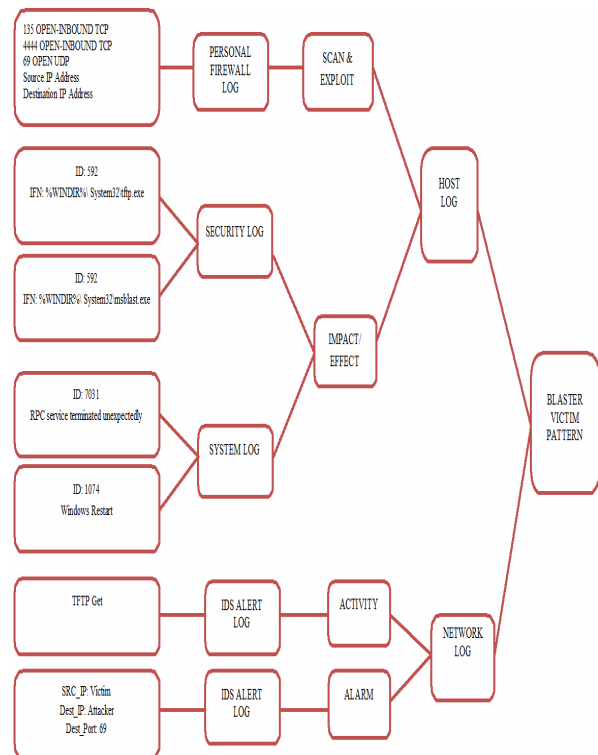 135 OPEN-INBOUND TCP
4444 OPEN-INBOUND TCP
69 OPEN UDP
Source IP Address
Destination IP Address
PERSONAL
FIREWALL
LOG
SCAN &
EXPLOIT
ID: 592
IFN: %WINDIR%\ System32\tftp.exe
ID: 592
IFN: %WINDIR%\ System32\msblast.exe
SECURITY LOG
HOST
LOG
IMPACT/
EFFECT
ID: 7031
RPC service terminated unexpectedly
ID: 1074
Windows Restart
SYSTEM LOG
BLASTER
VICTIM
PATTERN
TFTP Get
IDS ALERT
LOG
ACTIVITY
NETWORK
LOG
SRC_IP: Victim
Dest_IP: Attacker
Dest_Port: 69
IDS ALERT
LOG
ALARM